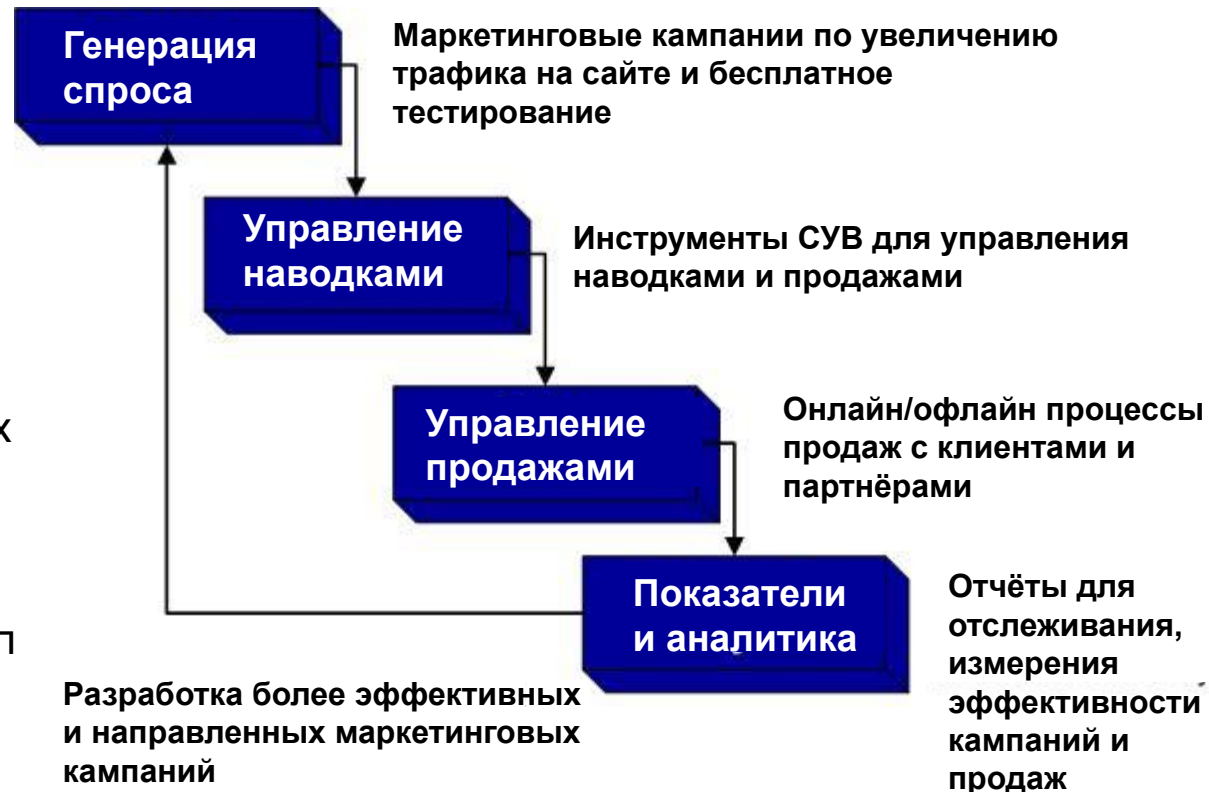 Генерация
спроса
Маркетинговые кампании по увеличению
трафика на сайте и бесплатное
тестирование
Управление
наводками
Инструменты СУВ для управления
наводками и продажами
х
Управление
продажами
Онлайн/офлайн процессы
продаж с клиентами и
партнёрами
Показатели
и аналитика
Отчёты для
отслеживания,
измерения
эффективности
кампаний и
продаж
Разработка более эффективных
и направленных маркетинговых
кампаний